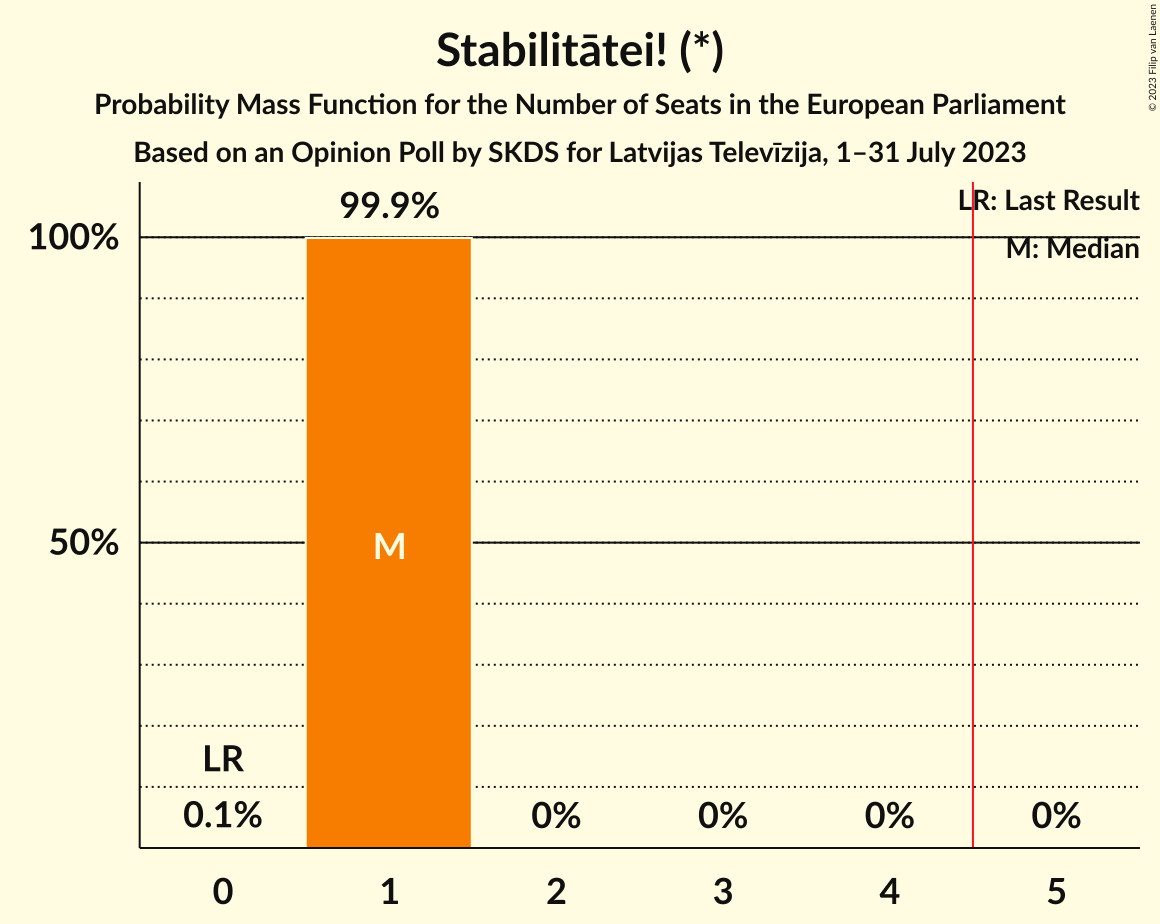 Stabilitātei! (*)
Probability Mass Function for the Number of Seats in the European Parliament
Based on an Opinion Poll by SKDS for Latvijas Televīzija, 1–31 July 2023
© 2023 Filip van Laenen
LR: Last Result
M: Median
99.9%
100%
50%
M
LR
0.1%
0%
0%
0%
0%
0
1
2
3
4
5